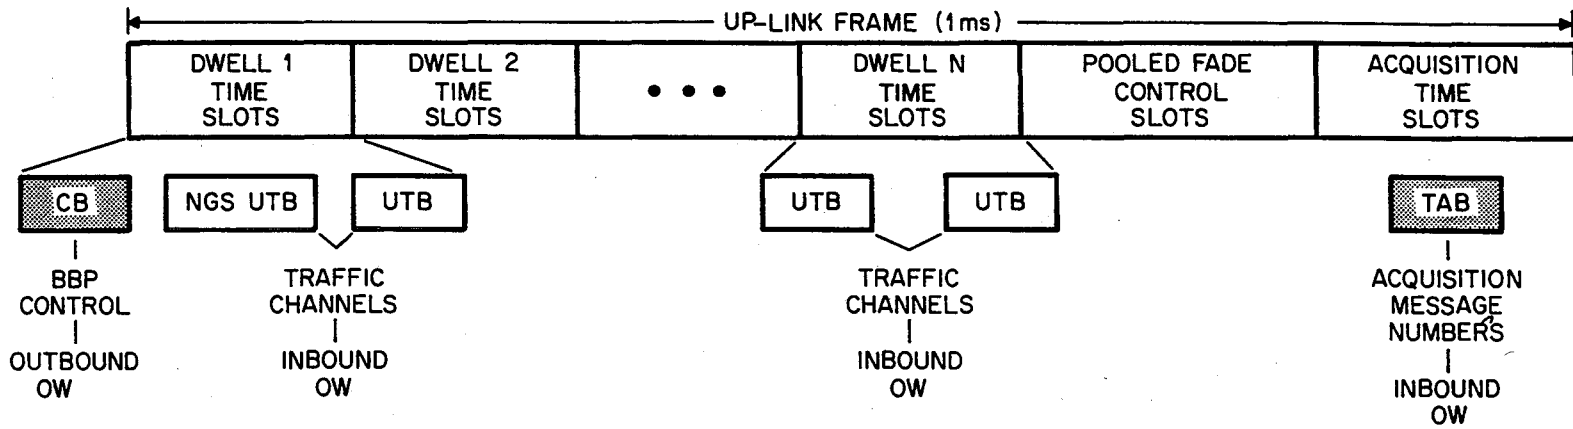 UP-LINK FRAME (1ms)
DWELL 1
TIME
SLOTS
DWELL 2
TIME
SLOTS
• • •
DWELL N
TIME
SLOTS
POOLED FADE
CONTROL
SLOTS
ACQUISITION
TIME
SLOTS
CB
NGS UTB
UTB
UTB
UTB
TAB
BBP
CONTROL
OUTBOUND
OW
TRAFFIC
CHANNELS
INBOUND
OW
TRAFFIC
CHANNELS
INBOUND
OW
ACQUISITION
MESSAGE
NUMBERS
INBOUND
OW